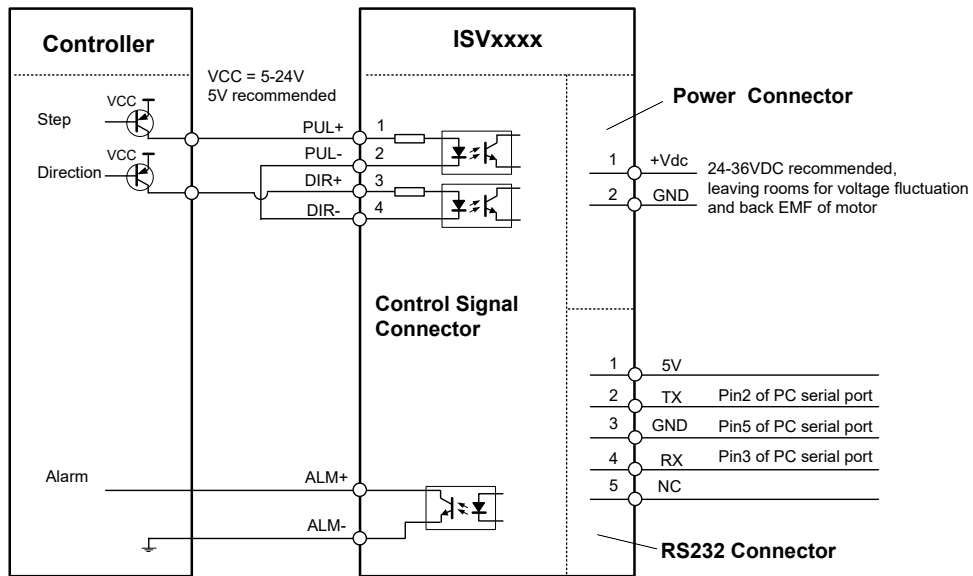 Controller
ISVxxxx
VCC = 5-24V
5V recommended
VCC
Step
PUL+
1
PUL-
2
VCC
Direction
DIR+
3
DIR-
4
Power Connector
1
+Vdc
24-36VDC recommended,
2
GND
leaving rooms for voltage fluctuation
and back EMF of motor
Control Signal
Connector
1
5V
2
TX
Pin2 of PC serial port
3
GND
Pin5 of PC serial port
4
RX
Pin3 of PC serial port
5
NC
Alarm
ALM+
ALM-
RS232 Connector